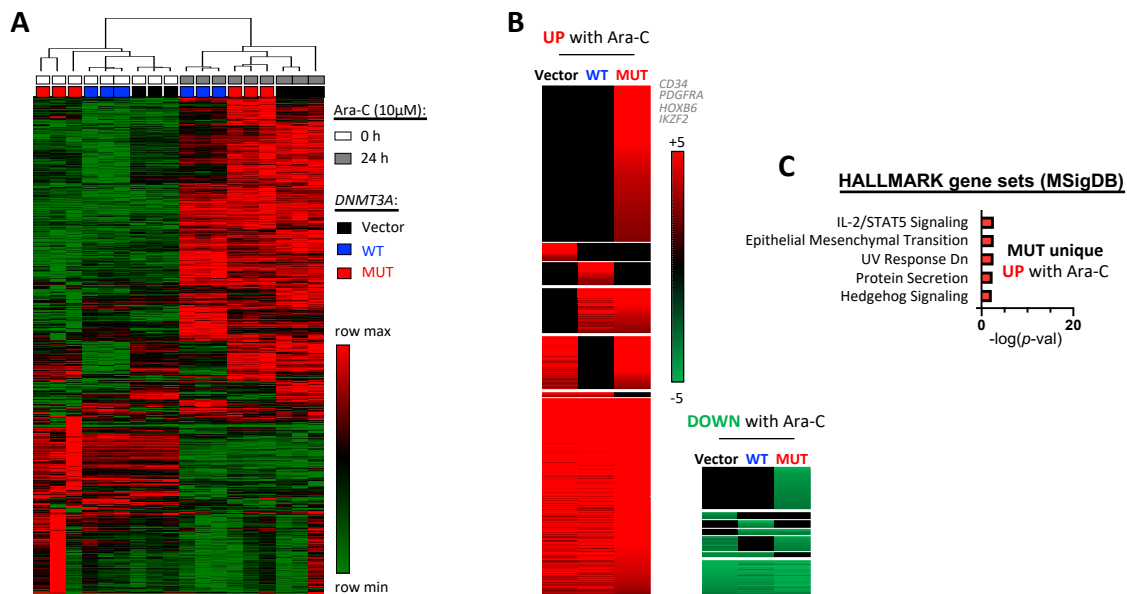 A
Ara-C (10µM):
0 h
24 h
DNMT3A:
Vector
WT
MUT
row max
row min
B
UP with Ara-C
Vector WT MUT
CD34
PDGFRA
HOXB6
IKZF2
+5
-5
DOWN with Ara-C
Vector WT MUT
C
HALLMARK gene sets (MSigDB)
IL-2/STAT5 Signaling
Epithelial Mesenchymal Transition
UV Response Dn
Protein Secretion
Hedgehog Signaling
MUT unique
UP with Ara-C
0 20
-log(p-val)